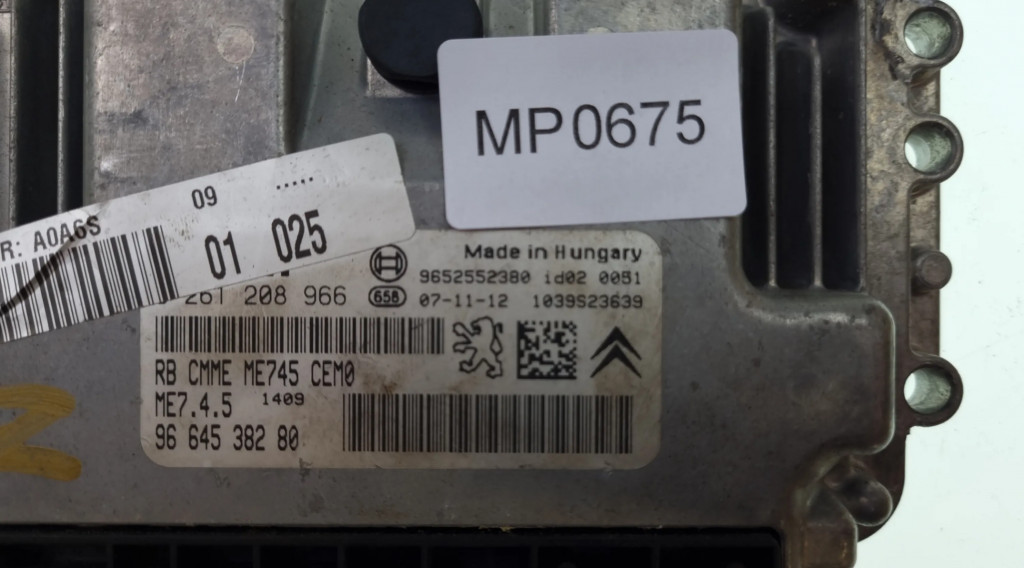 MP0675
09
R: A0A6S
01 025
Made in Hungary
9652552380 id02 0051
261 208 966
658
07-11-12 1039S23639
RB CMME ME745 CEM0
ME7.4.5 1409
96 645 382 80